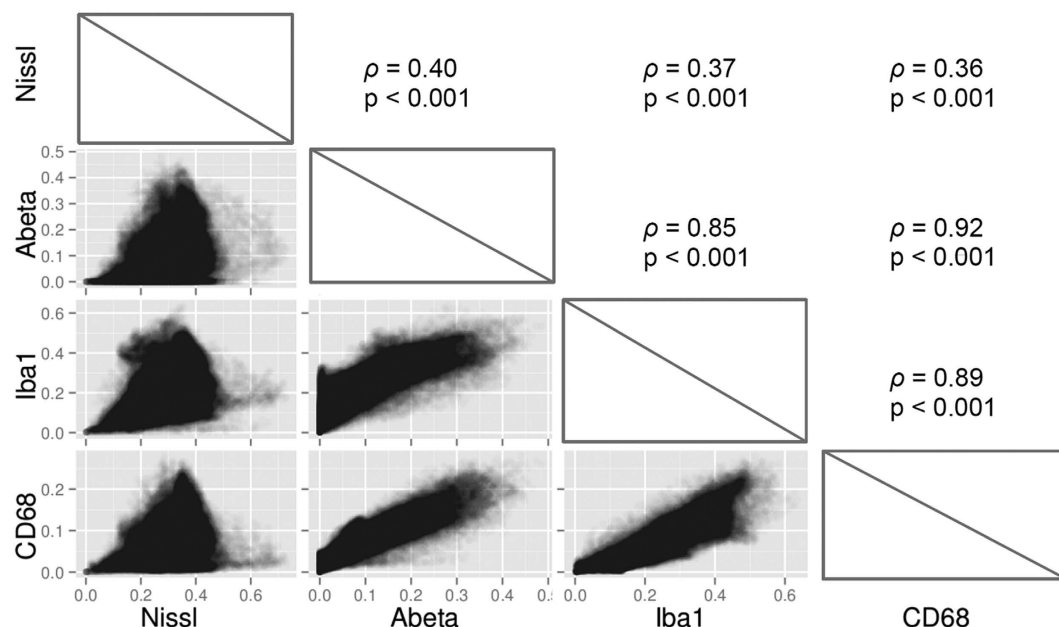 Nissl
ρ = 0.40
p < 0.001
ρ = 0.37
p < 0.001
ρ = 0.36
p < 0.001
Abeta
0.5
0.4
0.3
0.2
0.1
0.0
ρ = 0.85
p < 0.001
ρ = 0.92
p < 0.001
Iba1
0.6
0.4
0.2
0.0
ρ = 0.89
p < 0.001
CD68
0.2
0.1
0.0
0.0 0.2 0.4 0.6
0.0 0.1 0.2 0.3 0.4 0.
0.0 0.2 0.4 0.6
Nissl Abeta Iba1 CD68